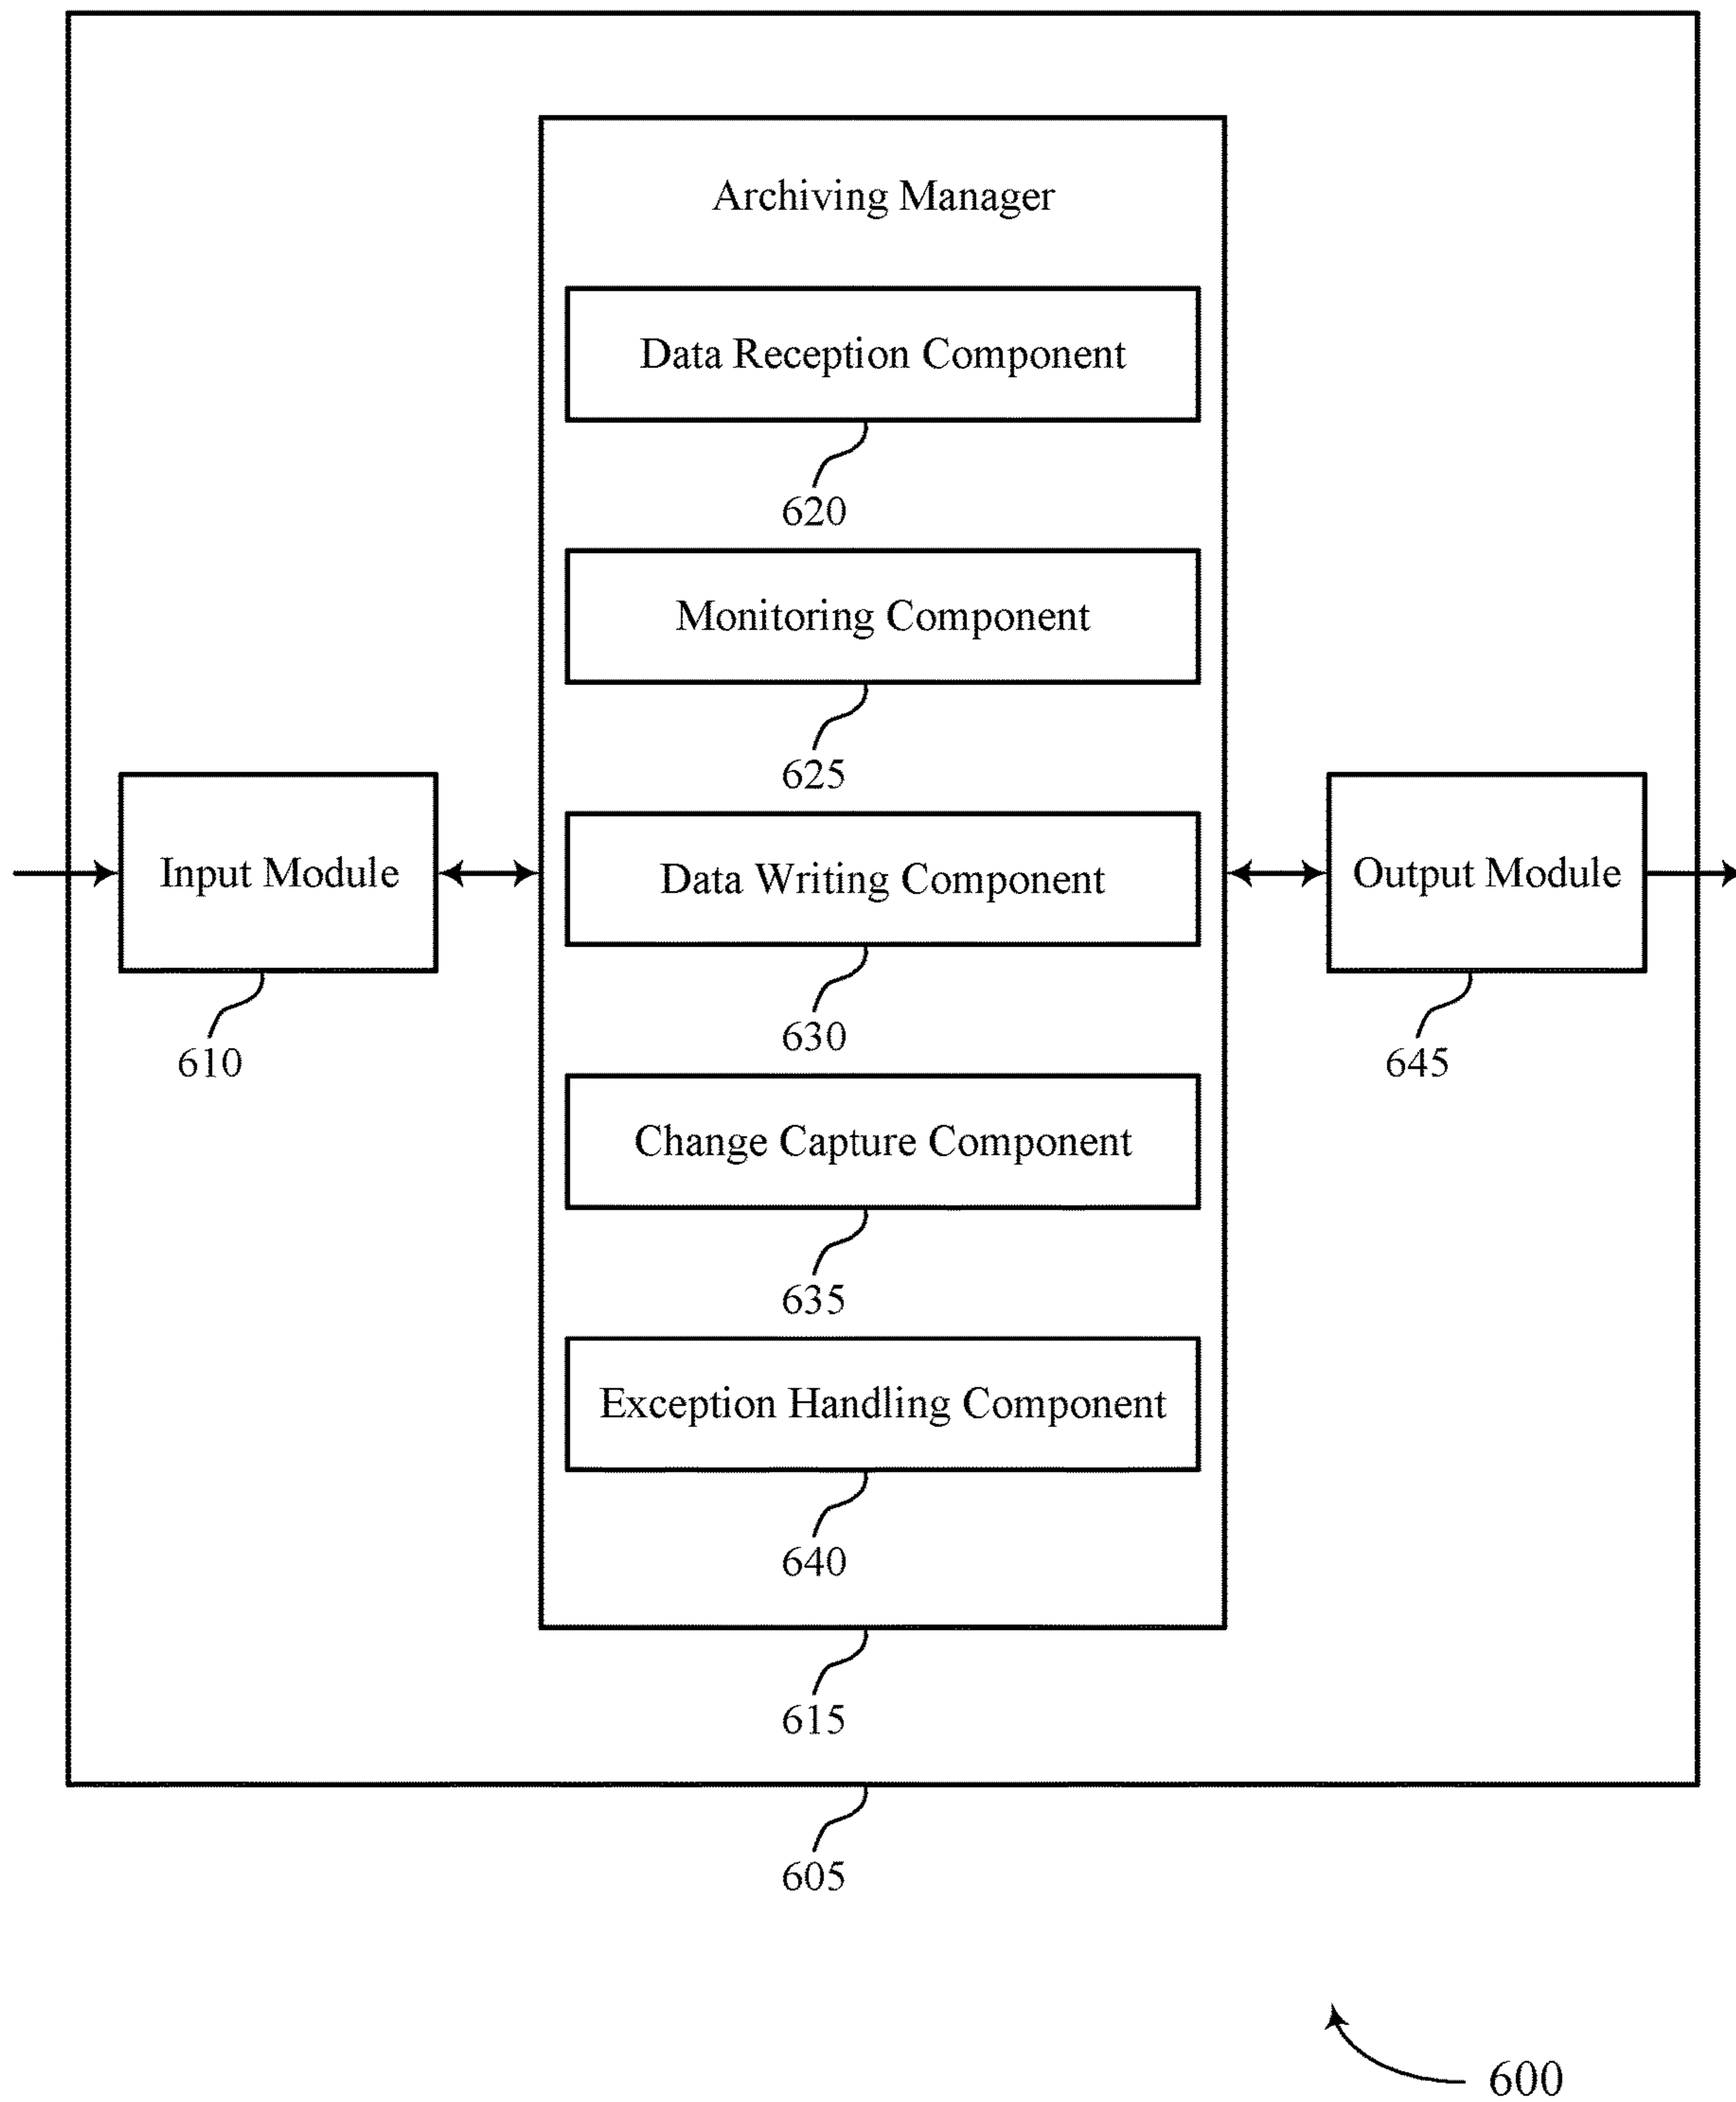 Archiving Manager
Data Reception Component
620
Monitoring Component
625
Input Module
Data Writing Component
Output Module
610
630
645
Change Capture Component
635
Exception Handling Component
640
615
605
600